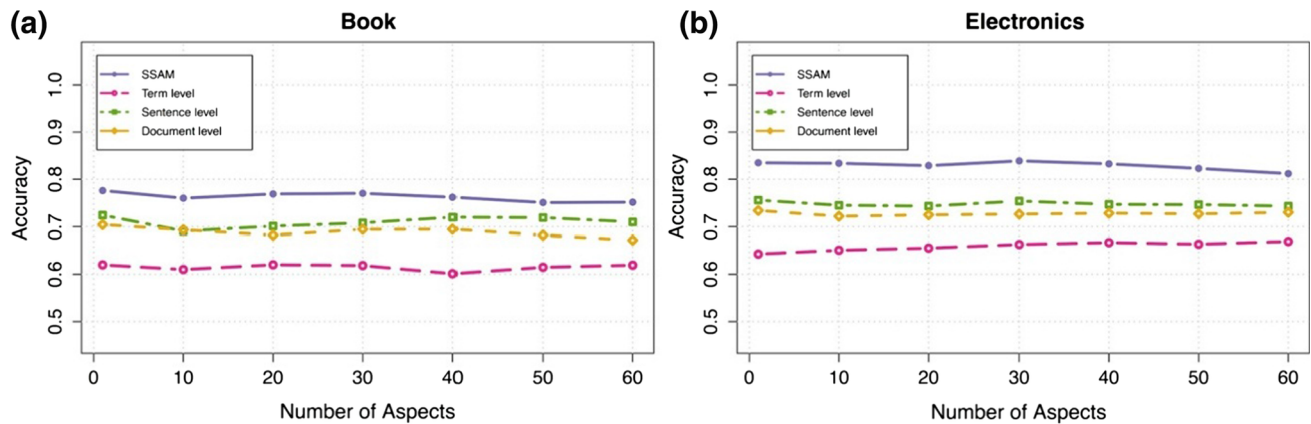 (a)
Book
SSAM
Term level
Sentence level
Document level
Accuracy
1.0
0.9
0.8
0.7
0.6
0.5
0 10 20 30 40 50 60
Number of Aspects
(b)
Electronics
SSAM
Term level
Sentence level
Document level
Accuracy
1.0
0.9
0.8
0.7
0.6
0.5
0 10 20 30 40 50 60
Number of Aspects